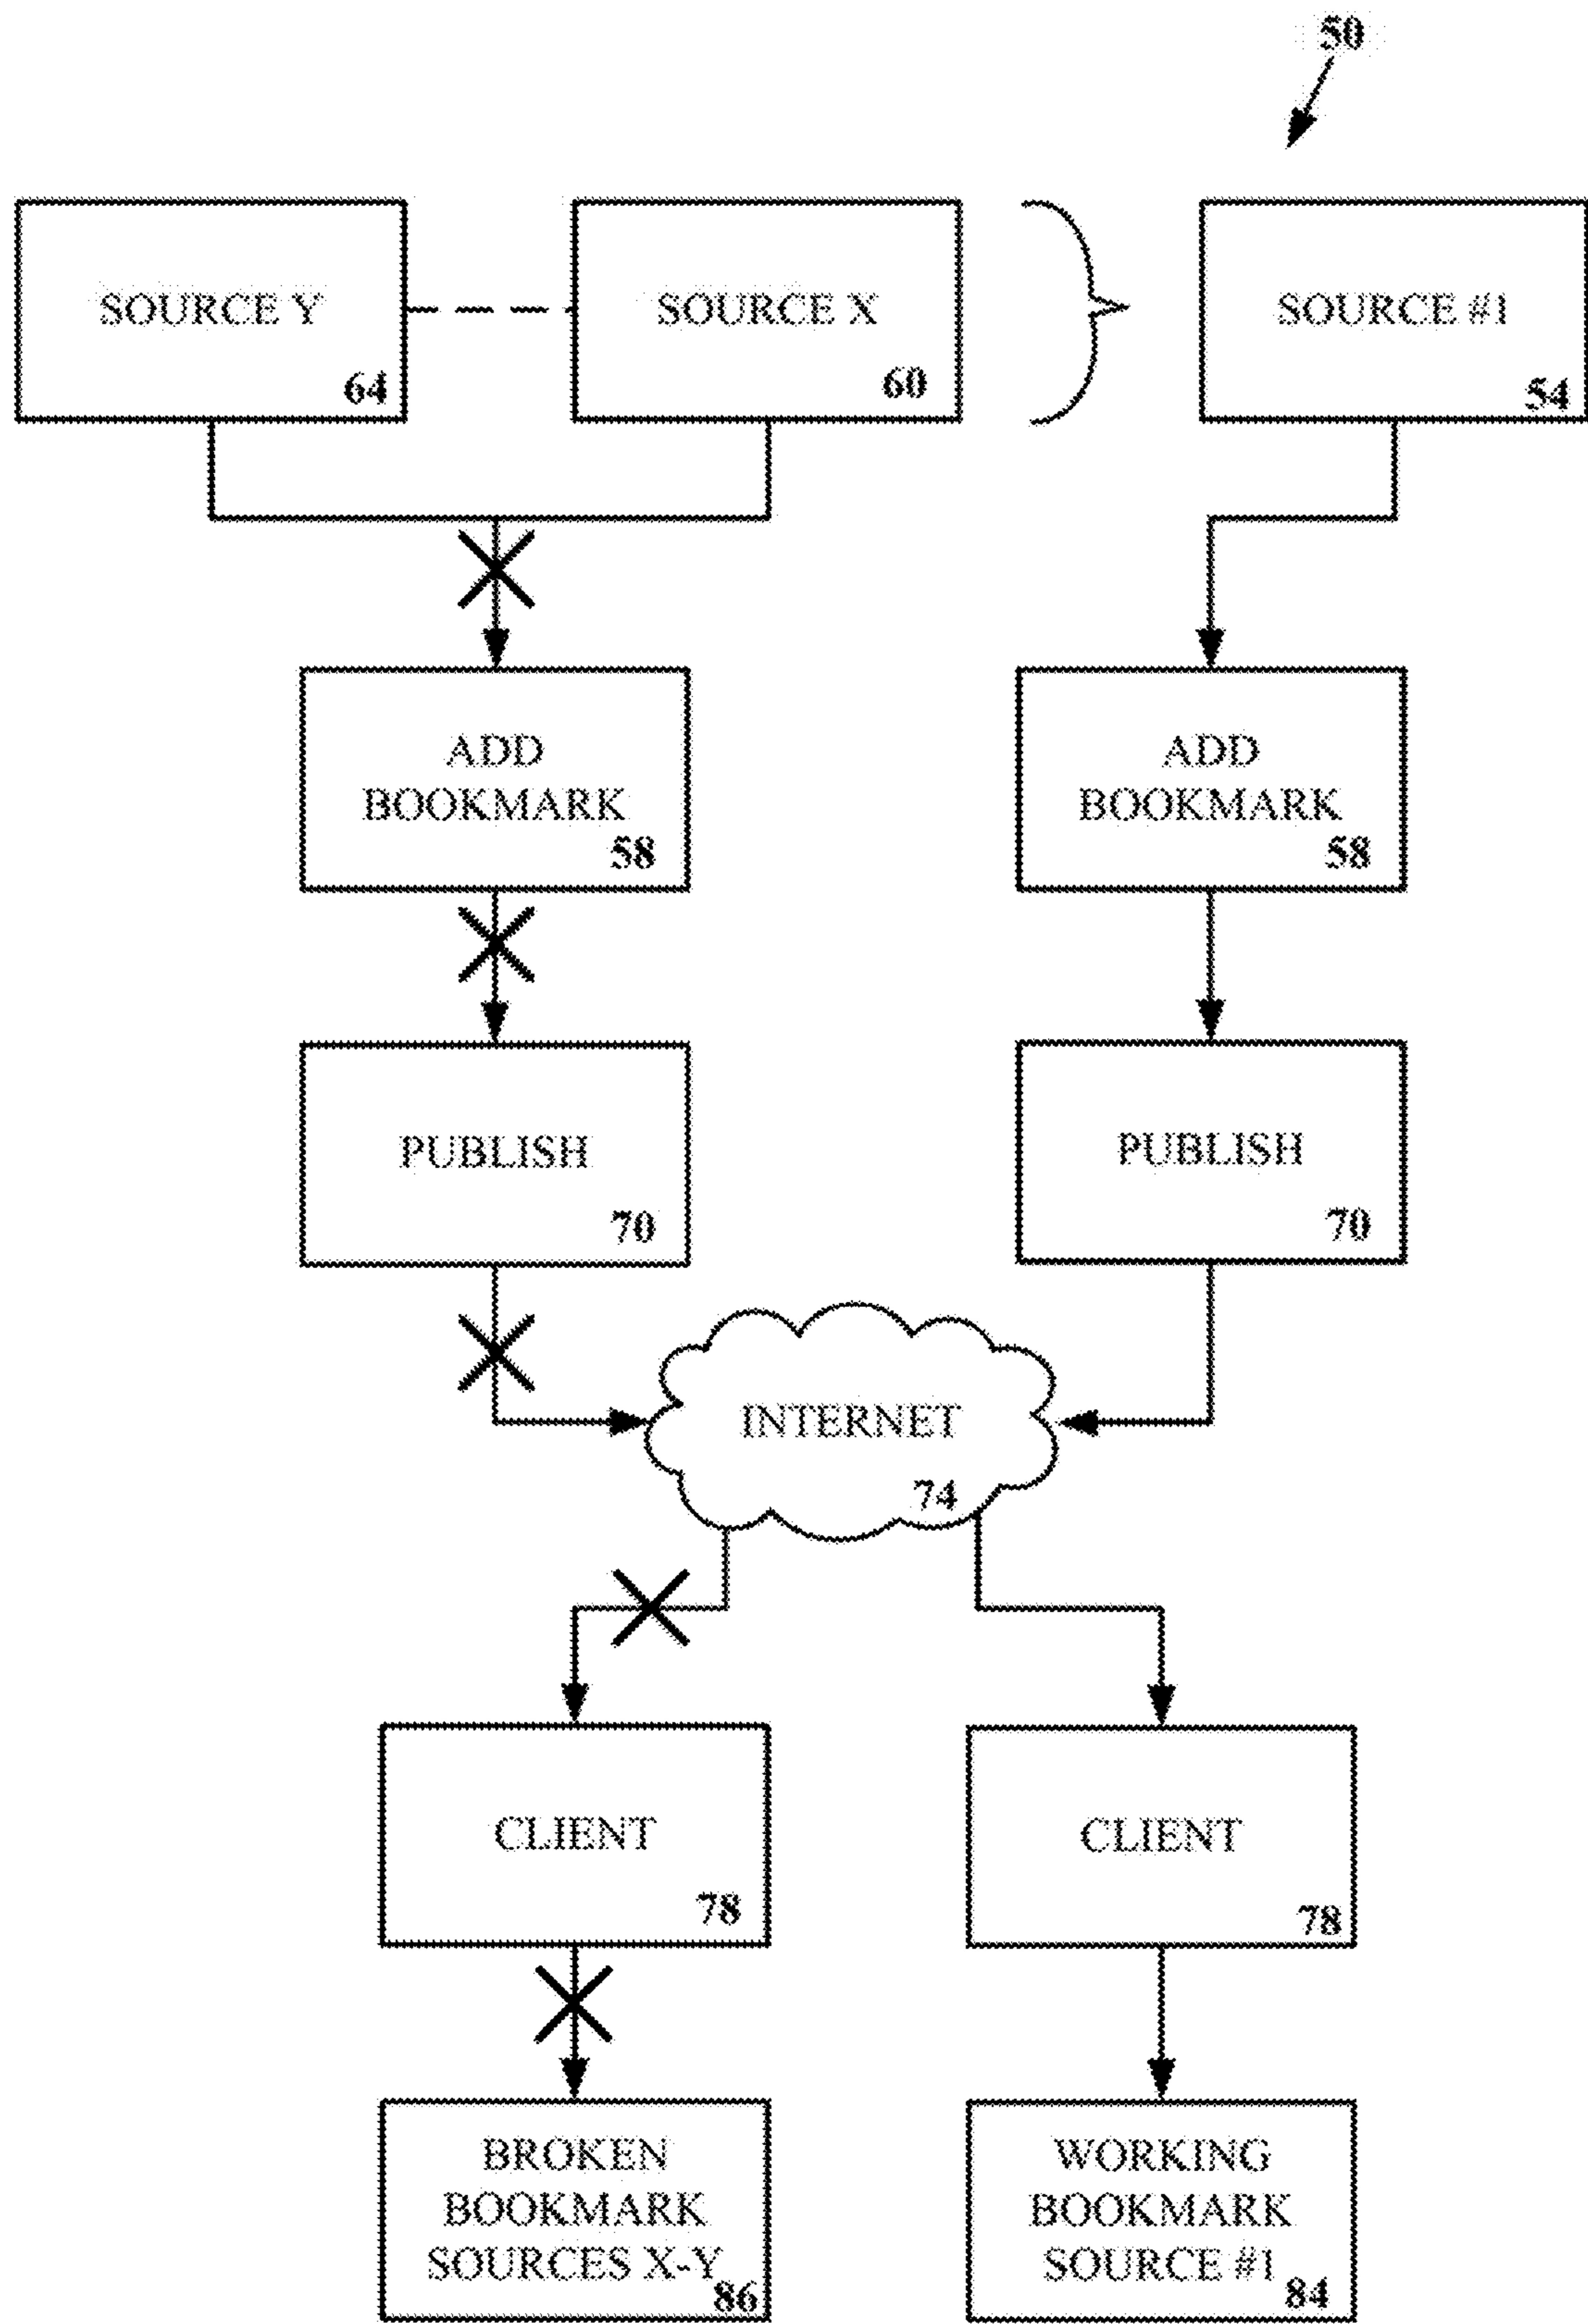 50
SOURCE Y
64
SOURCE X
60
SOURCE #1
54
ADD
BOOKMARK
58
ADD
BOOKMARK
58
PUBLISH
70
PUBLISH
70
INTERNET
74
CLIENT
78
CLIENT
78
BROKEN
BOOKMARK
SOURCES X-Y
86
WORKING
BOOKMARK
SOURCE #1
84